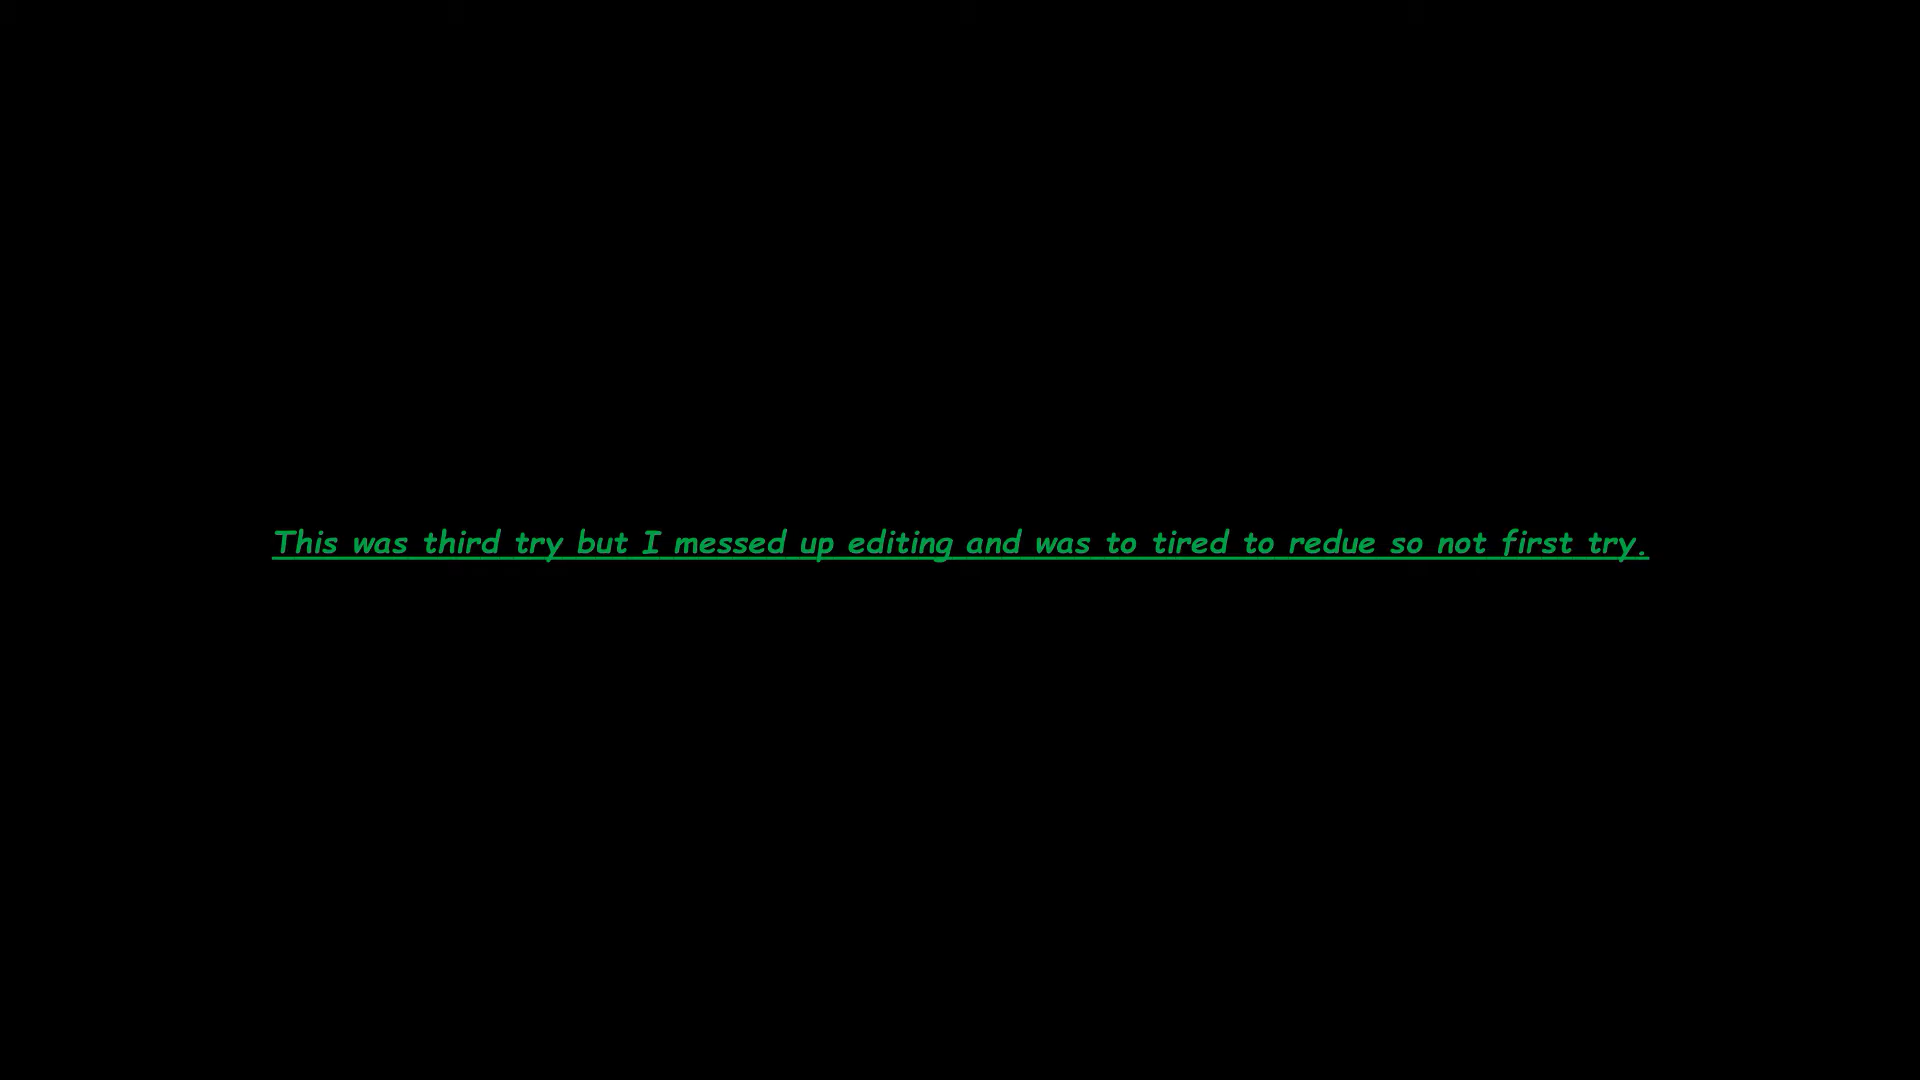 This was third try but I messed up editing and was to tired to redue so not first try.